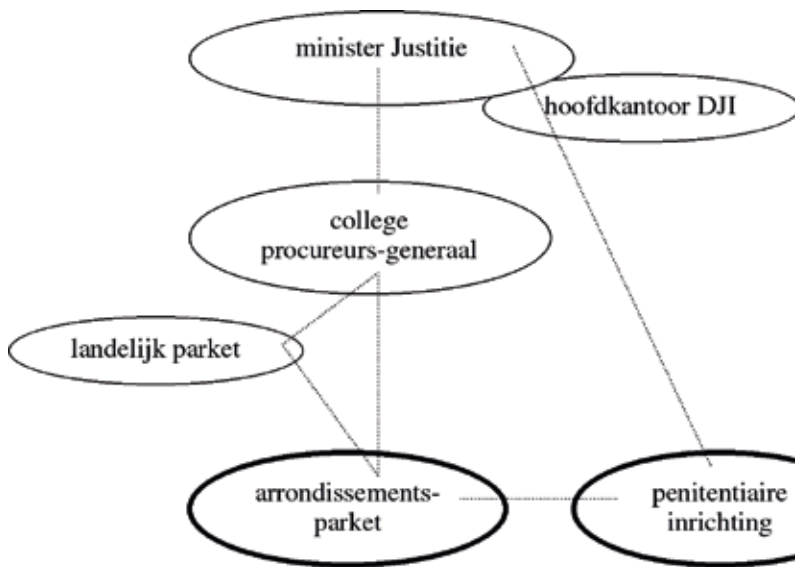 minister Justitie
hoofdkantoor DJI
college
procureurs-generaal
landelijk parket
arrondissements-
parket
penitentiaire
inrichting